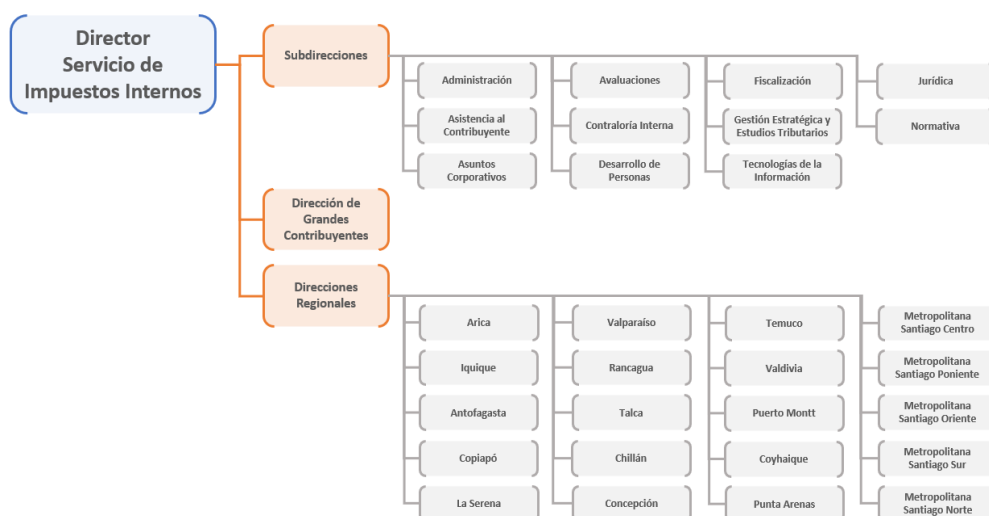 Director
Servicio de
Impuestos Internos
Subdirecciones
Administración
Avaluaciones
Fiscalización
Jurídica
Asistencia al
Contribuyente
Contraloría Interna
Gestión Estratégica y
Estudios Tributarios
Normativa
Asuntos
Corporativos
Desarrollo de
Personas
Tecnologías de la
Información
Dirección de
Grandes
Contribuyentes
Direcciones
Regionales
Arica
Valparaíso
Temuco
Metropolitana
Santiago Centro
Iquique
Rancagua
Valdivia
Metropolitana
Santiago Poniente
Antofagasta
Talca
Puerto Montt
Metropolitana
Santiago Oriente
Copiapó
Chillán
Coyhaique
Metropolitana
Santiago Sur
La Serena
Concepción
Punta Arenas
Metropolitana
Santiago Norte